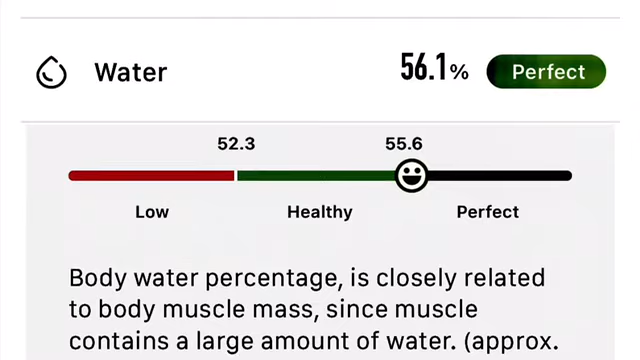 Water 56.1% Perfect
52.3 55.6
Low Healthy Perfect
Body water percentage, is closely related
to body muscle mass, since muscle
contains a large amount of water. (approx.